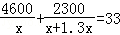 4600/x + 2300/(x+1.3x) = 33